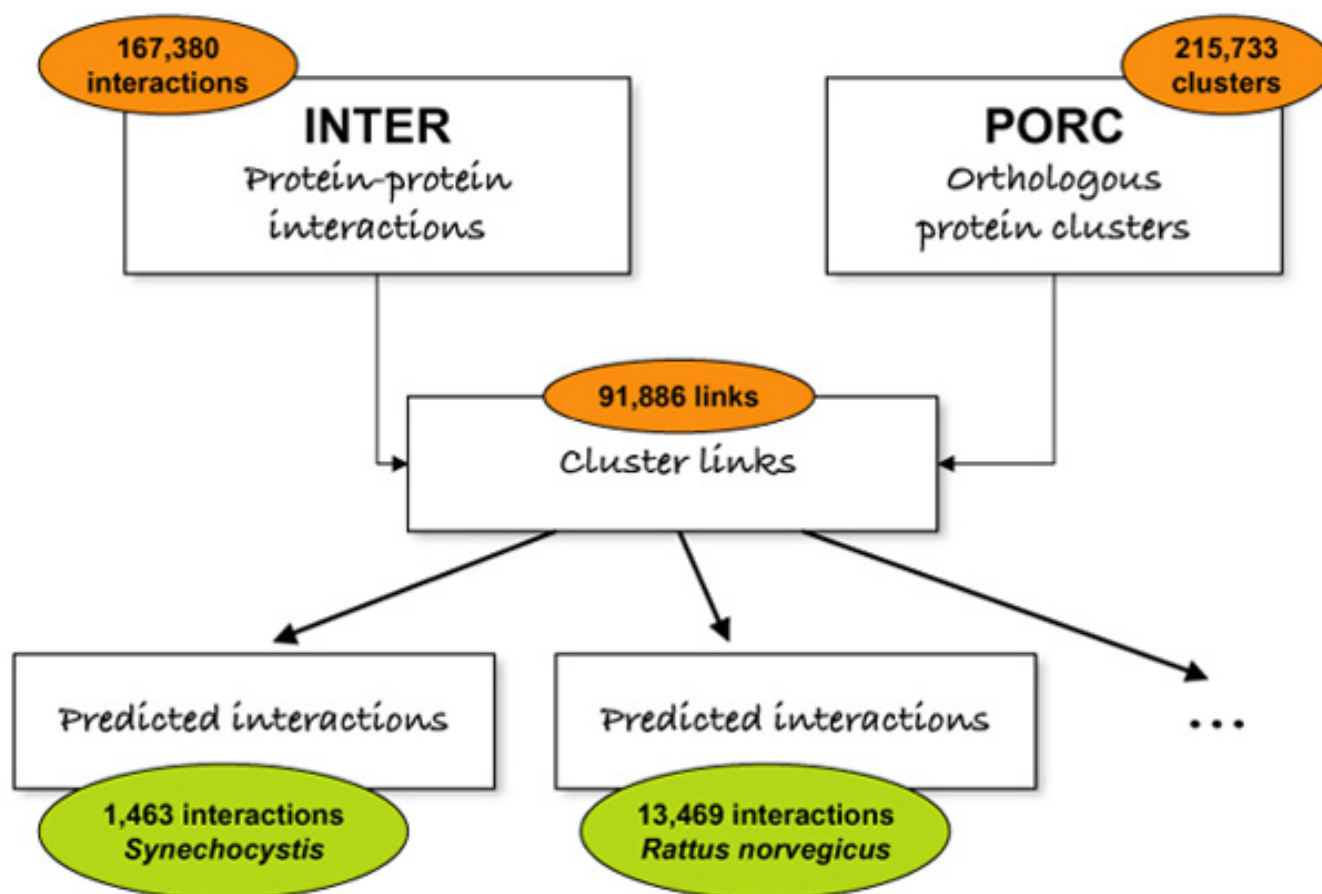 167,380
interactions
INTER
Protein-protein
interactions
215,733
clusters
PORC
Orthologous
protein clusters
91,886 links
Cluster links
Predicted interactions
1,463 interactions
Synechocystis
Predicted interactions
13,469 interactions
Rattus norvegicus
...